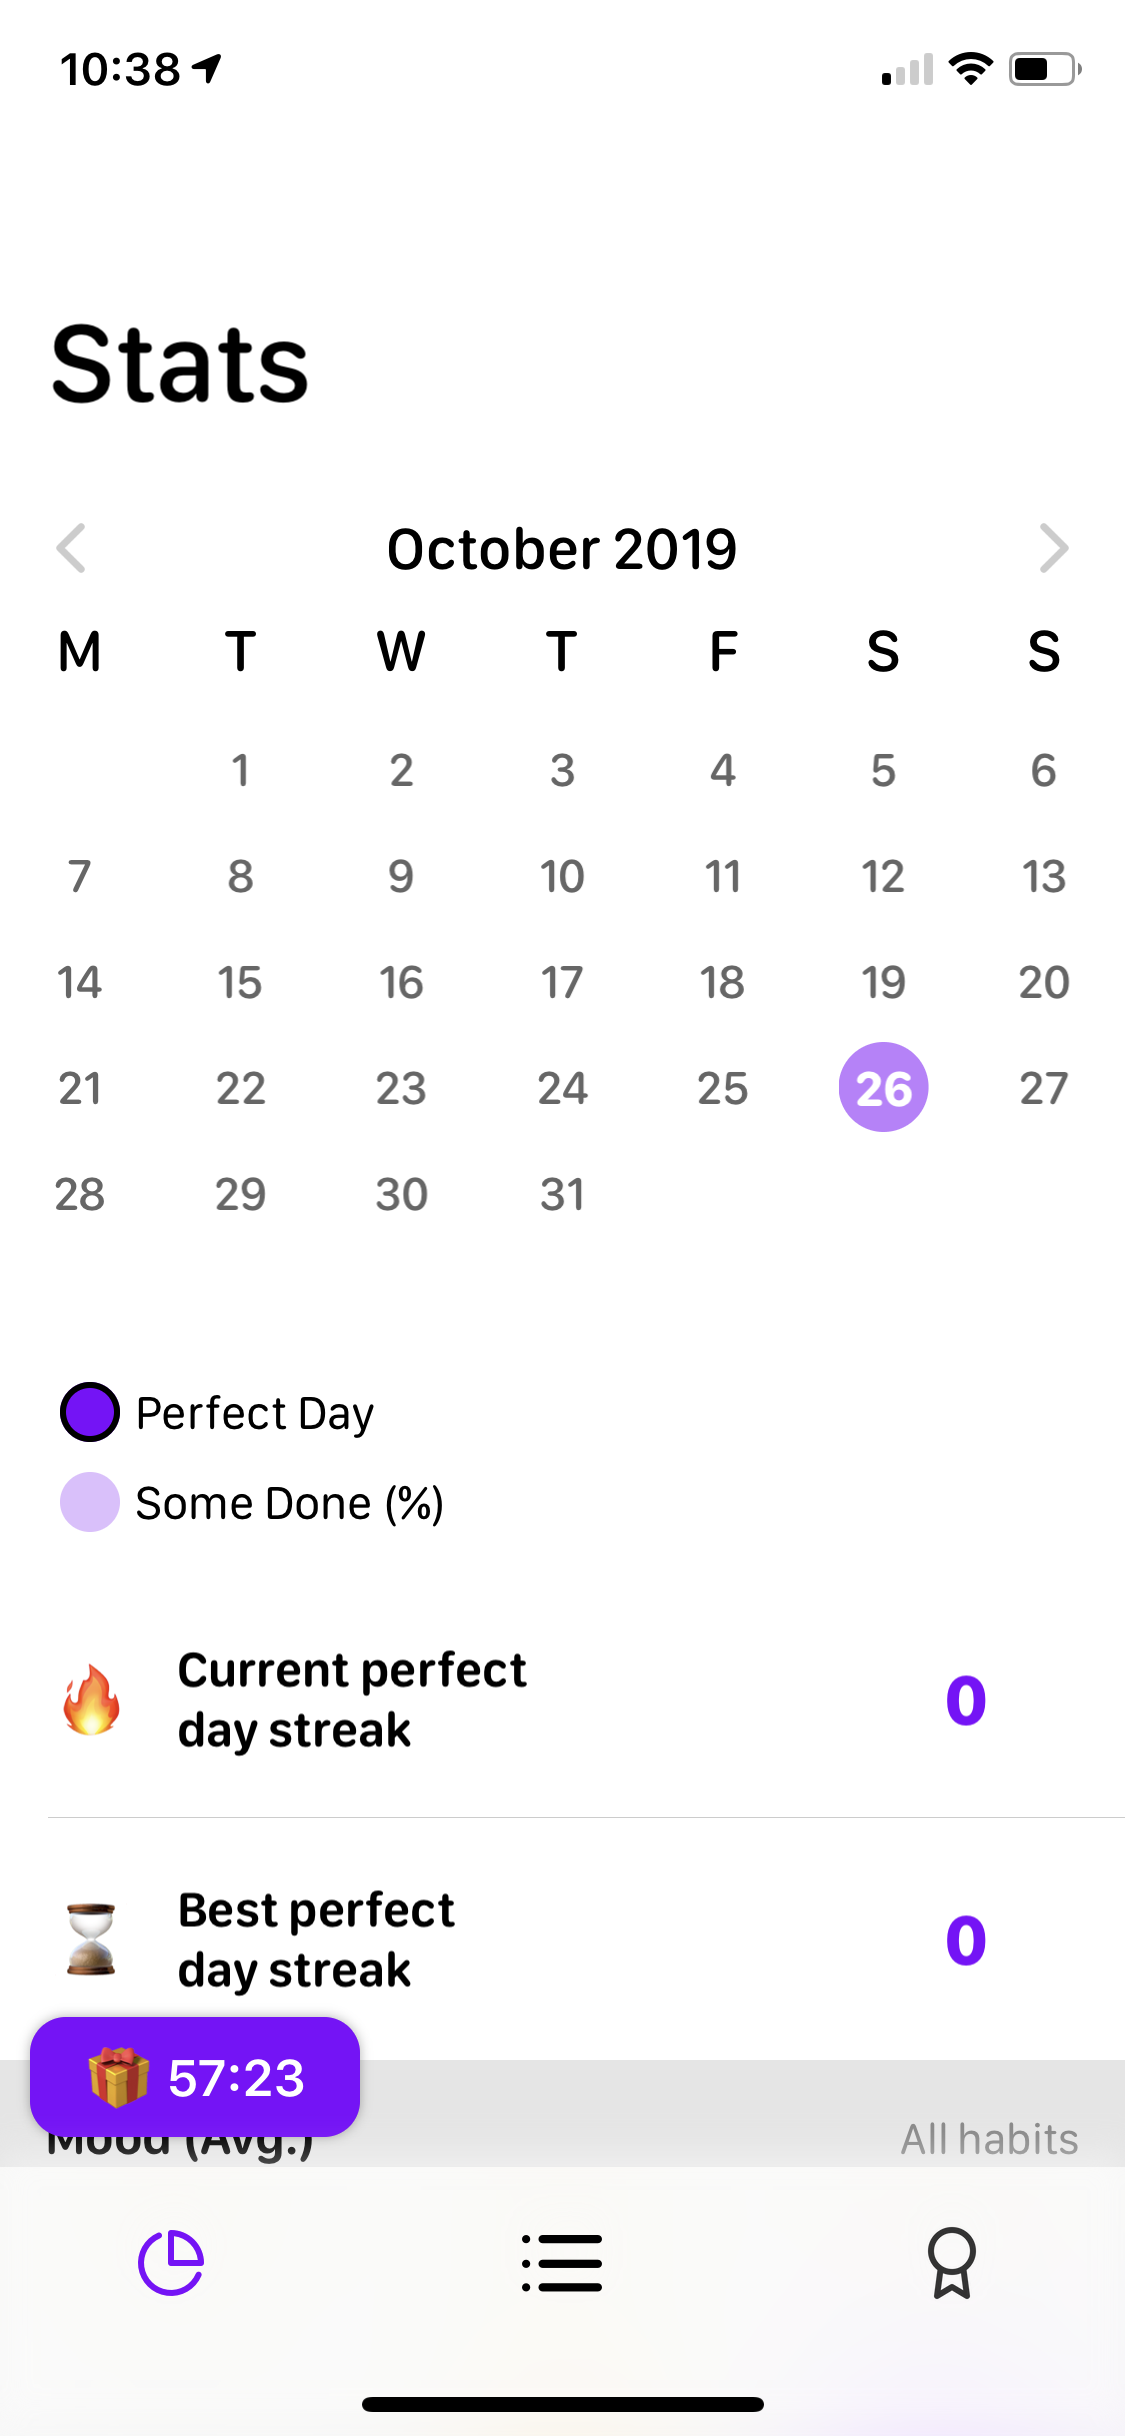 10:38
Stats
October 2019
M T W T F S S
1 2 3 4 5 6
7 8 9 10 11 12 13
14 15 16 17 18 19 20
21 22 23 24 25 26 27
28 29 30 31
Perfect Day
Some Done (%)
Current perfect
day streak
0
Best perfect
day streak
0
57:23
Mood (Avg.)
All habits